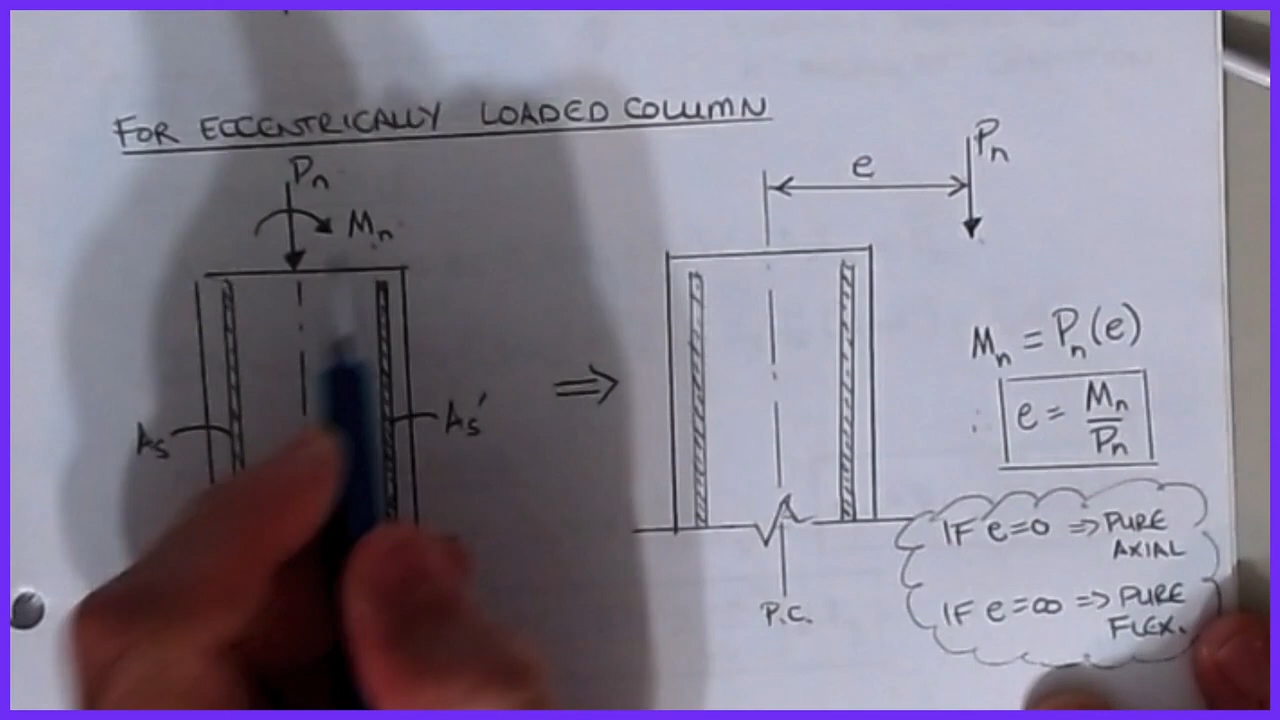 FOR ECCENTRICALLY LOADED COLUMN
Pn
Mn
As
As'
e
Pn
P.C.
Mn = Pn(e)
∴ e = Mn/Pn
IF e=0 => PURE
AXIAL
IF e=∞ => PURE
FLEX.